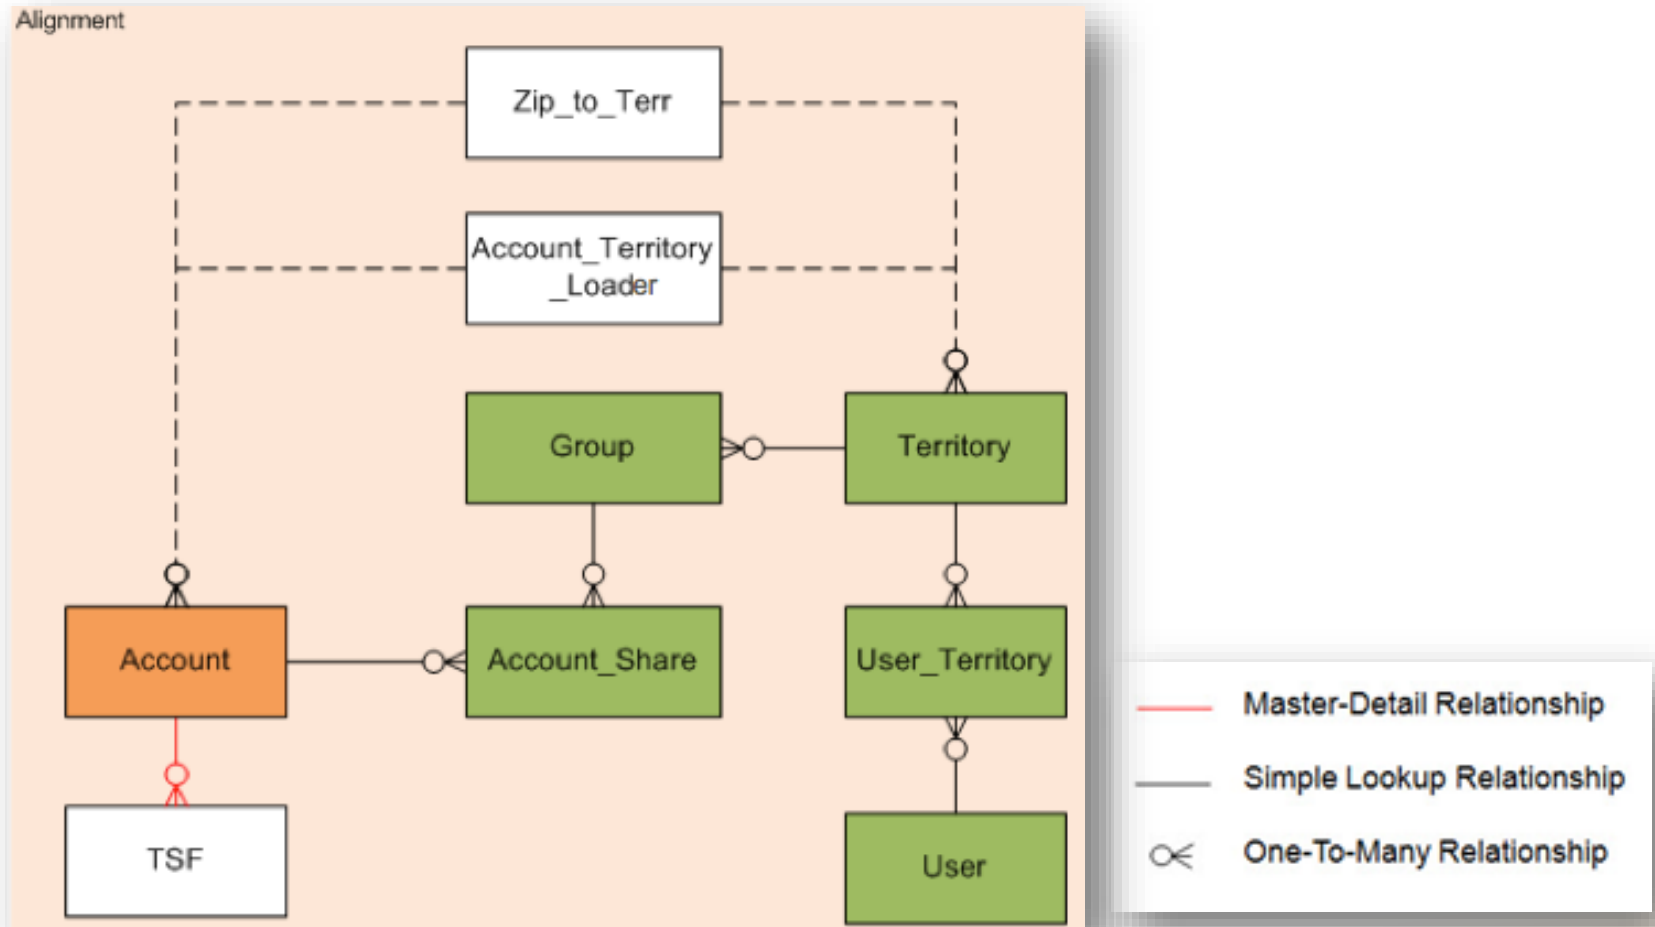 Alignment
Zip_to_Terr
Account_Territory
_Loader
Group
Territory
Account
Account_Share
User_Territory
TSF
User
Master-Detail Relationship
Simple Lookup Relationship
One-To-Many Relationship